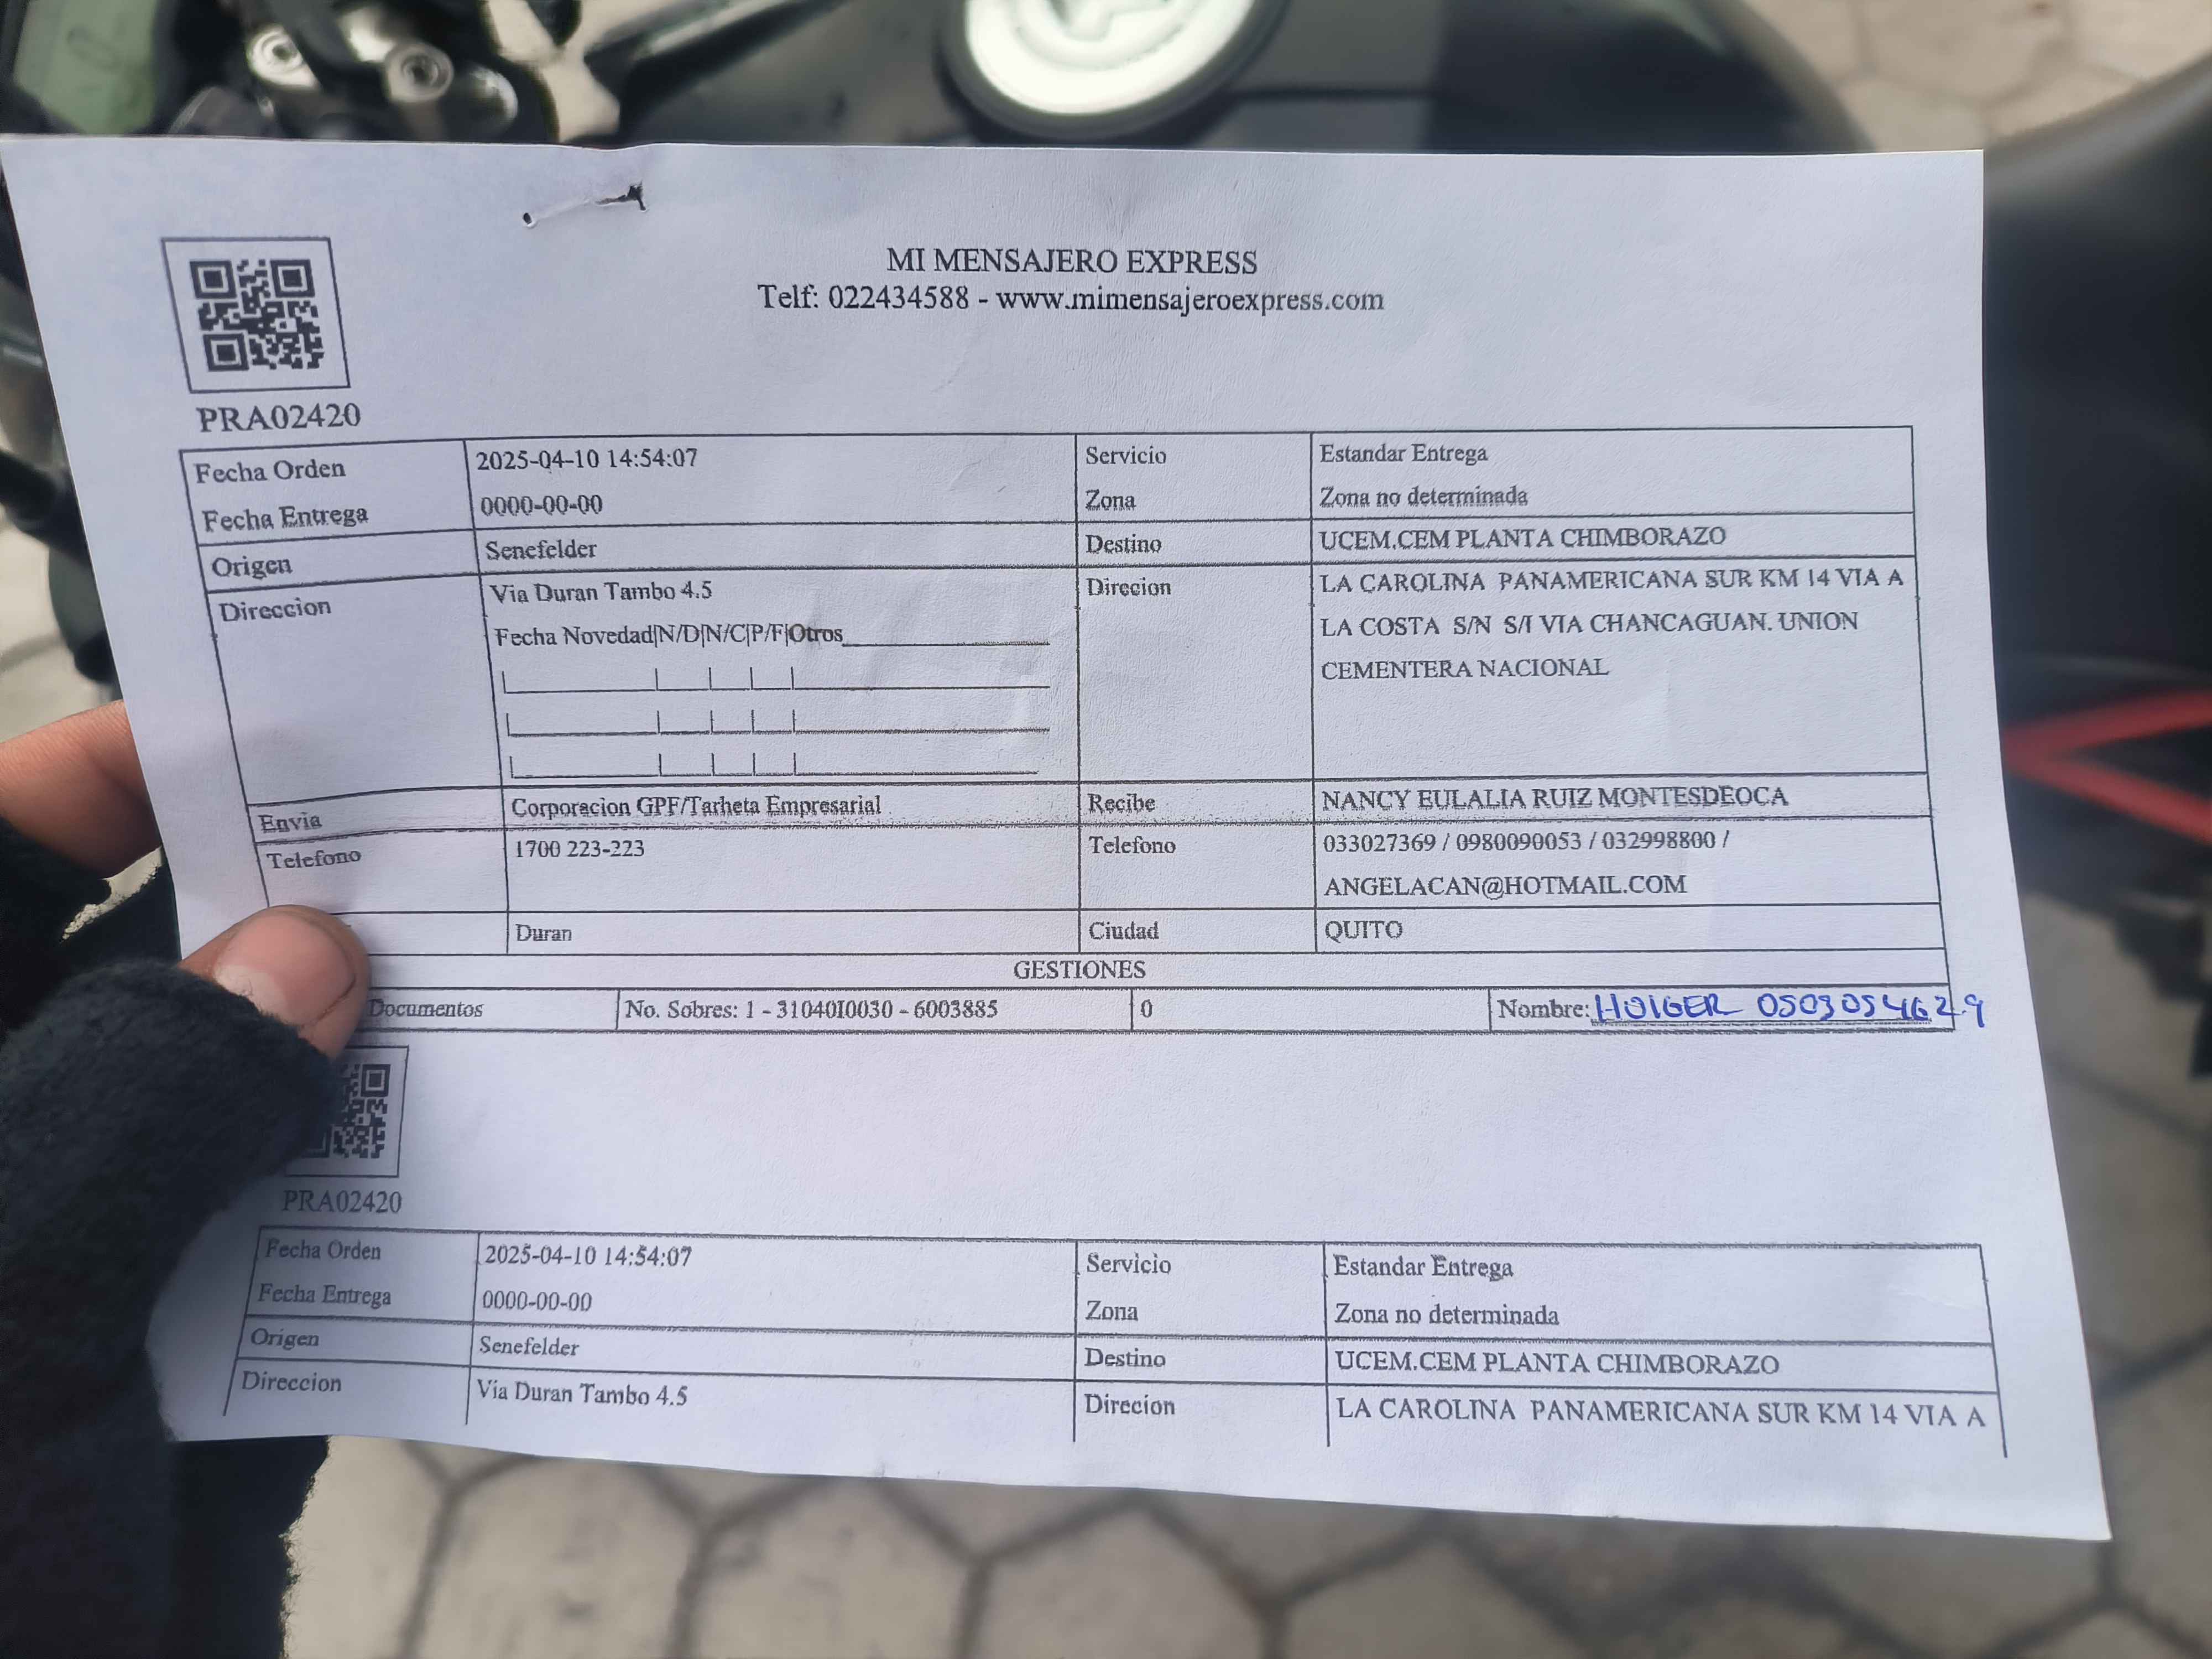 MI MENSAJERO EXPRESS
Telf: 022434588 - www.mimensajeroexpress.com
PRA02420
Fecha Orden 2025-04-10 14:54:07 Servicio Estandar Entrega
Fecha Entrega 0000-00-00 Zona Zona no determinada
Origen Senefelder Destino UCEM.CEM PLANTA CHIMBORAZO
Direccion Via Duran Tambo 4.5 Direcion LA CAROLINA PANAMERICANA SUR KM 14 VIA A
Fecha Novedad|N/D|N/C|P/F|Otros LA COSTA S/N S/I VIA CHANCAGUAN. UNION
CEMENTERA NACIONAL
Envia Corporacion GPF/Tarheta Empresarial Recibe NANCY EULALIA RUIZ MONTESDEOCA
Telefono 1700 223-223 Telefono 033027369 / 0980090053 / 032998800 /
ANGELACAN@HOTMAIL.COM
Duran Ciudad QUITO
GESTIONES
Documentos No. Sobres: 1 - 3104010030 - 6003885 0 Nombre: HOLGER 0503054629
PRA02420
Fecha Orden 2025-04-10 14:54:07 Servicio Estandar Entrega
Fecha Entrega 0000-00-00 Zona Zona no determinada
Origen Senefelder Destino UCEM.CEM PLANTA CHIMBORAZO
Direccion Via Duran Tambo 4.5 Direcion LA CAROLINA PANAMERICANA SUR KM 14 VIA A